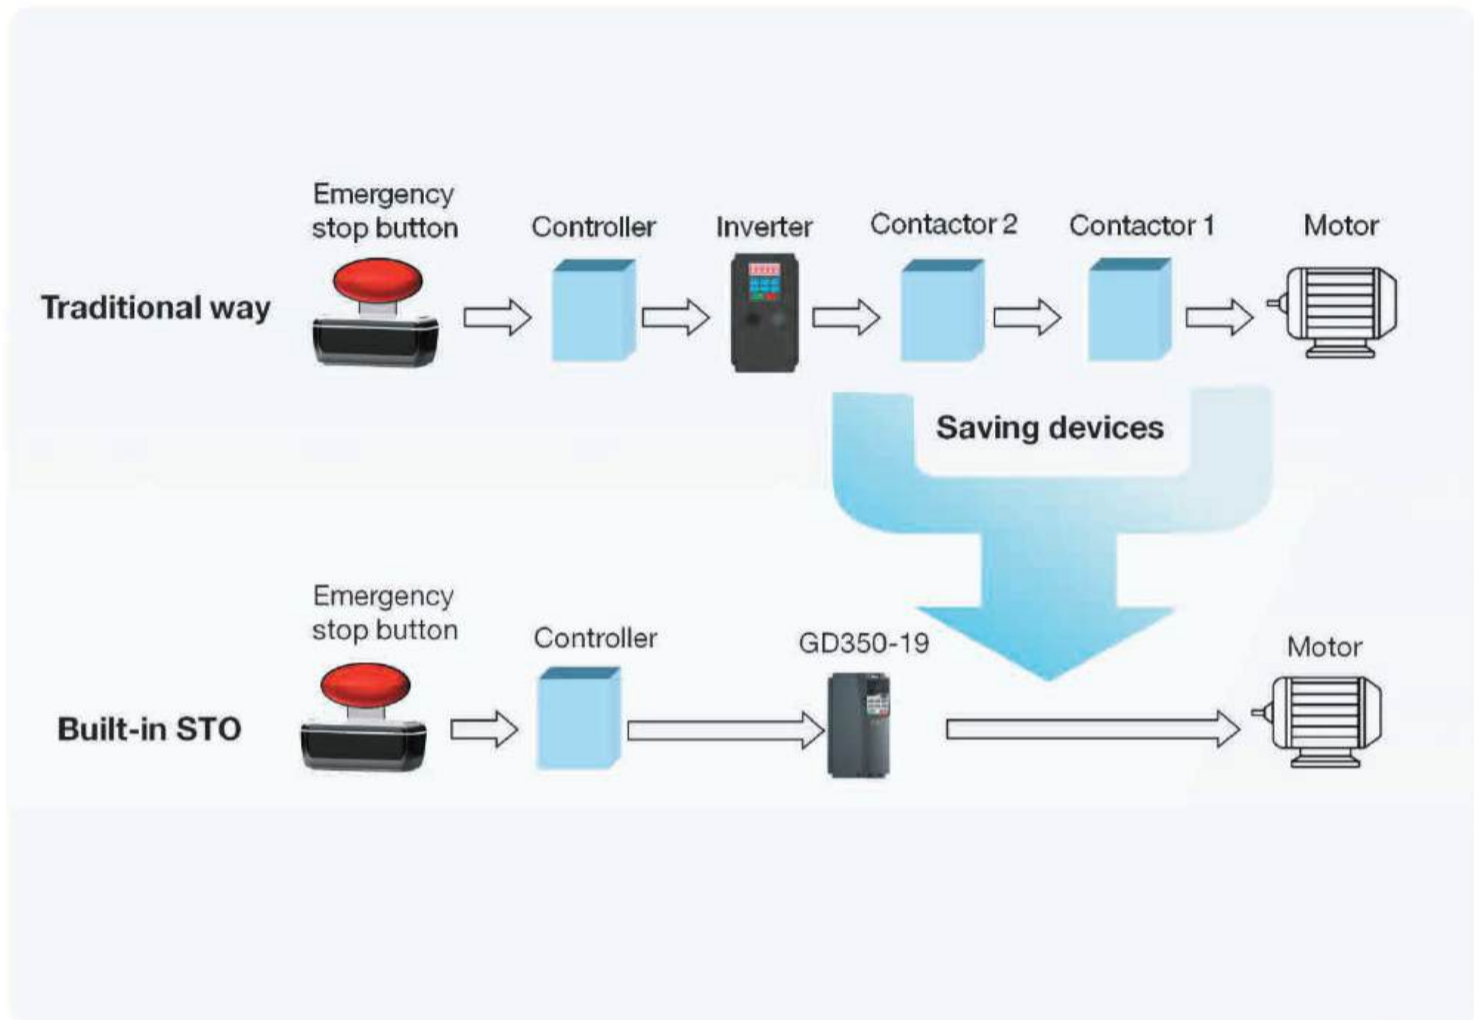 Emergency
stop button
Controller
Inverter
Contactor 2
Contactor 1
Motor
Traditional way
Saving devices
Emergency
stop button
Controller
GD350-19
Motor
Built-in STO